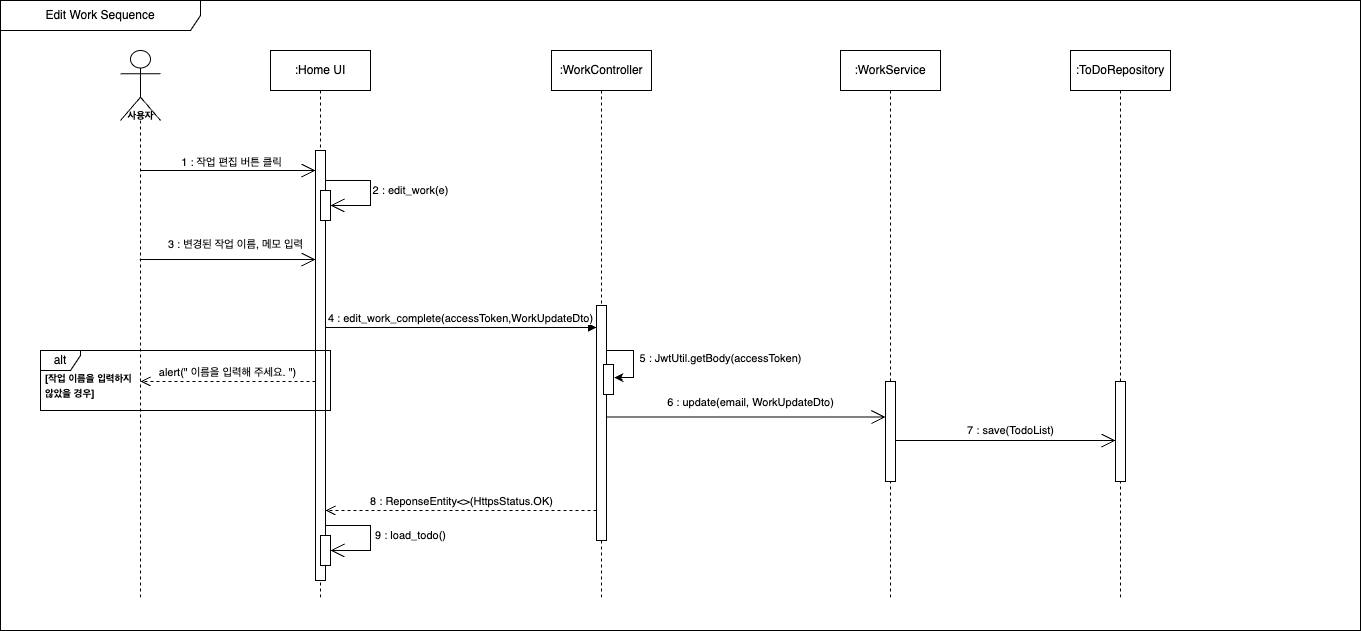 Edit Work Sequence
:Home UI
:WorkController
:WorkService
:ToDoRepository
사용자
1 : 작업 편집 버튼 클릭
2 : edit_work(e)
3 : 변경된 작업 이름, 메모 입력
4 : edit_work_complete(accessToken,WorkUpdateDto)
alt
[작업 이름을 입력하지
않았을 경우]
alert(" 이름을 입력해 주세요. ")
5 : JwtUtil.getBody(accessToken)
6 : update(email, WorkUpdateDto)
7 : save(TodoList)
8 : ReponseEntity<>(HttpsStatus.OK)
9 : load_todo()